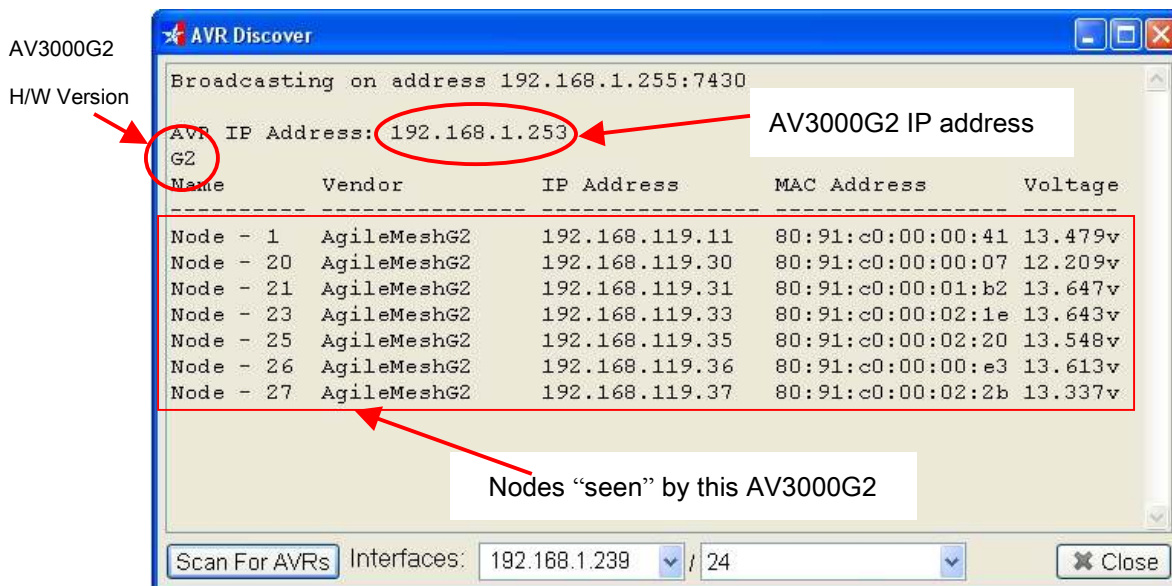 AV3000G2
H/W Version
AVR Discover
Broadcasting on address 192.168.1.255:7430
AVR IP Address: 192.168.1.253
G2
AV3000G2 IP address
Name Vendor IP Address MAC Address Voltage
---------- --------------- ---------------- ----------------- -------
Node - 1 AgileMeshG2 192.168.119.11 80:91:c0:00:00:41 13.479v
Node - 20 AgileMeshG2 192.168.119.30 80:91:c0:00:00:07 12.209v
Node - 21 AgileMeshG2 192.168.119.31 80:91:c0:00:01:b2 13.647v
Node - 23 AgileMeshG2 192.168.119.33 80:91:c0:00:02:1e 13.643v
Node - 25 AgileMeshG2 192.168.119.35 80:91:c0:00:02:20 13.548v
Node - 26 AgileMeshG2 192.168.119.36 80:91:c0:00:00:e3 13.613v
Node - 27 AgileMeshG2 192.168.119.37 80:91:c0:00:02:2b 13.337v
Nodes “seen” by this AV3000G2
Scan For AVRs Interfaces: 192.168.1.239 / 24 Close